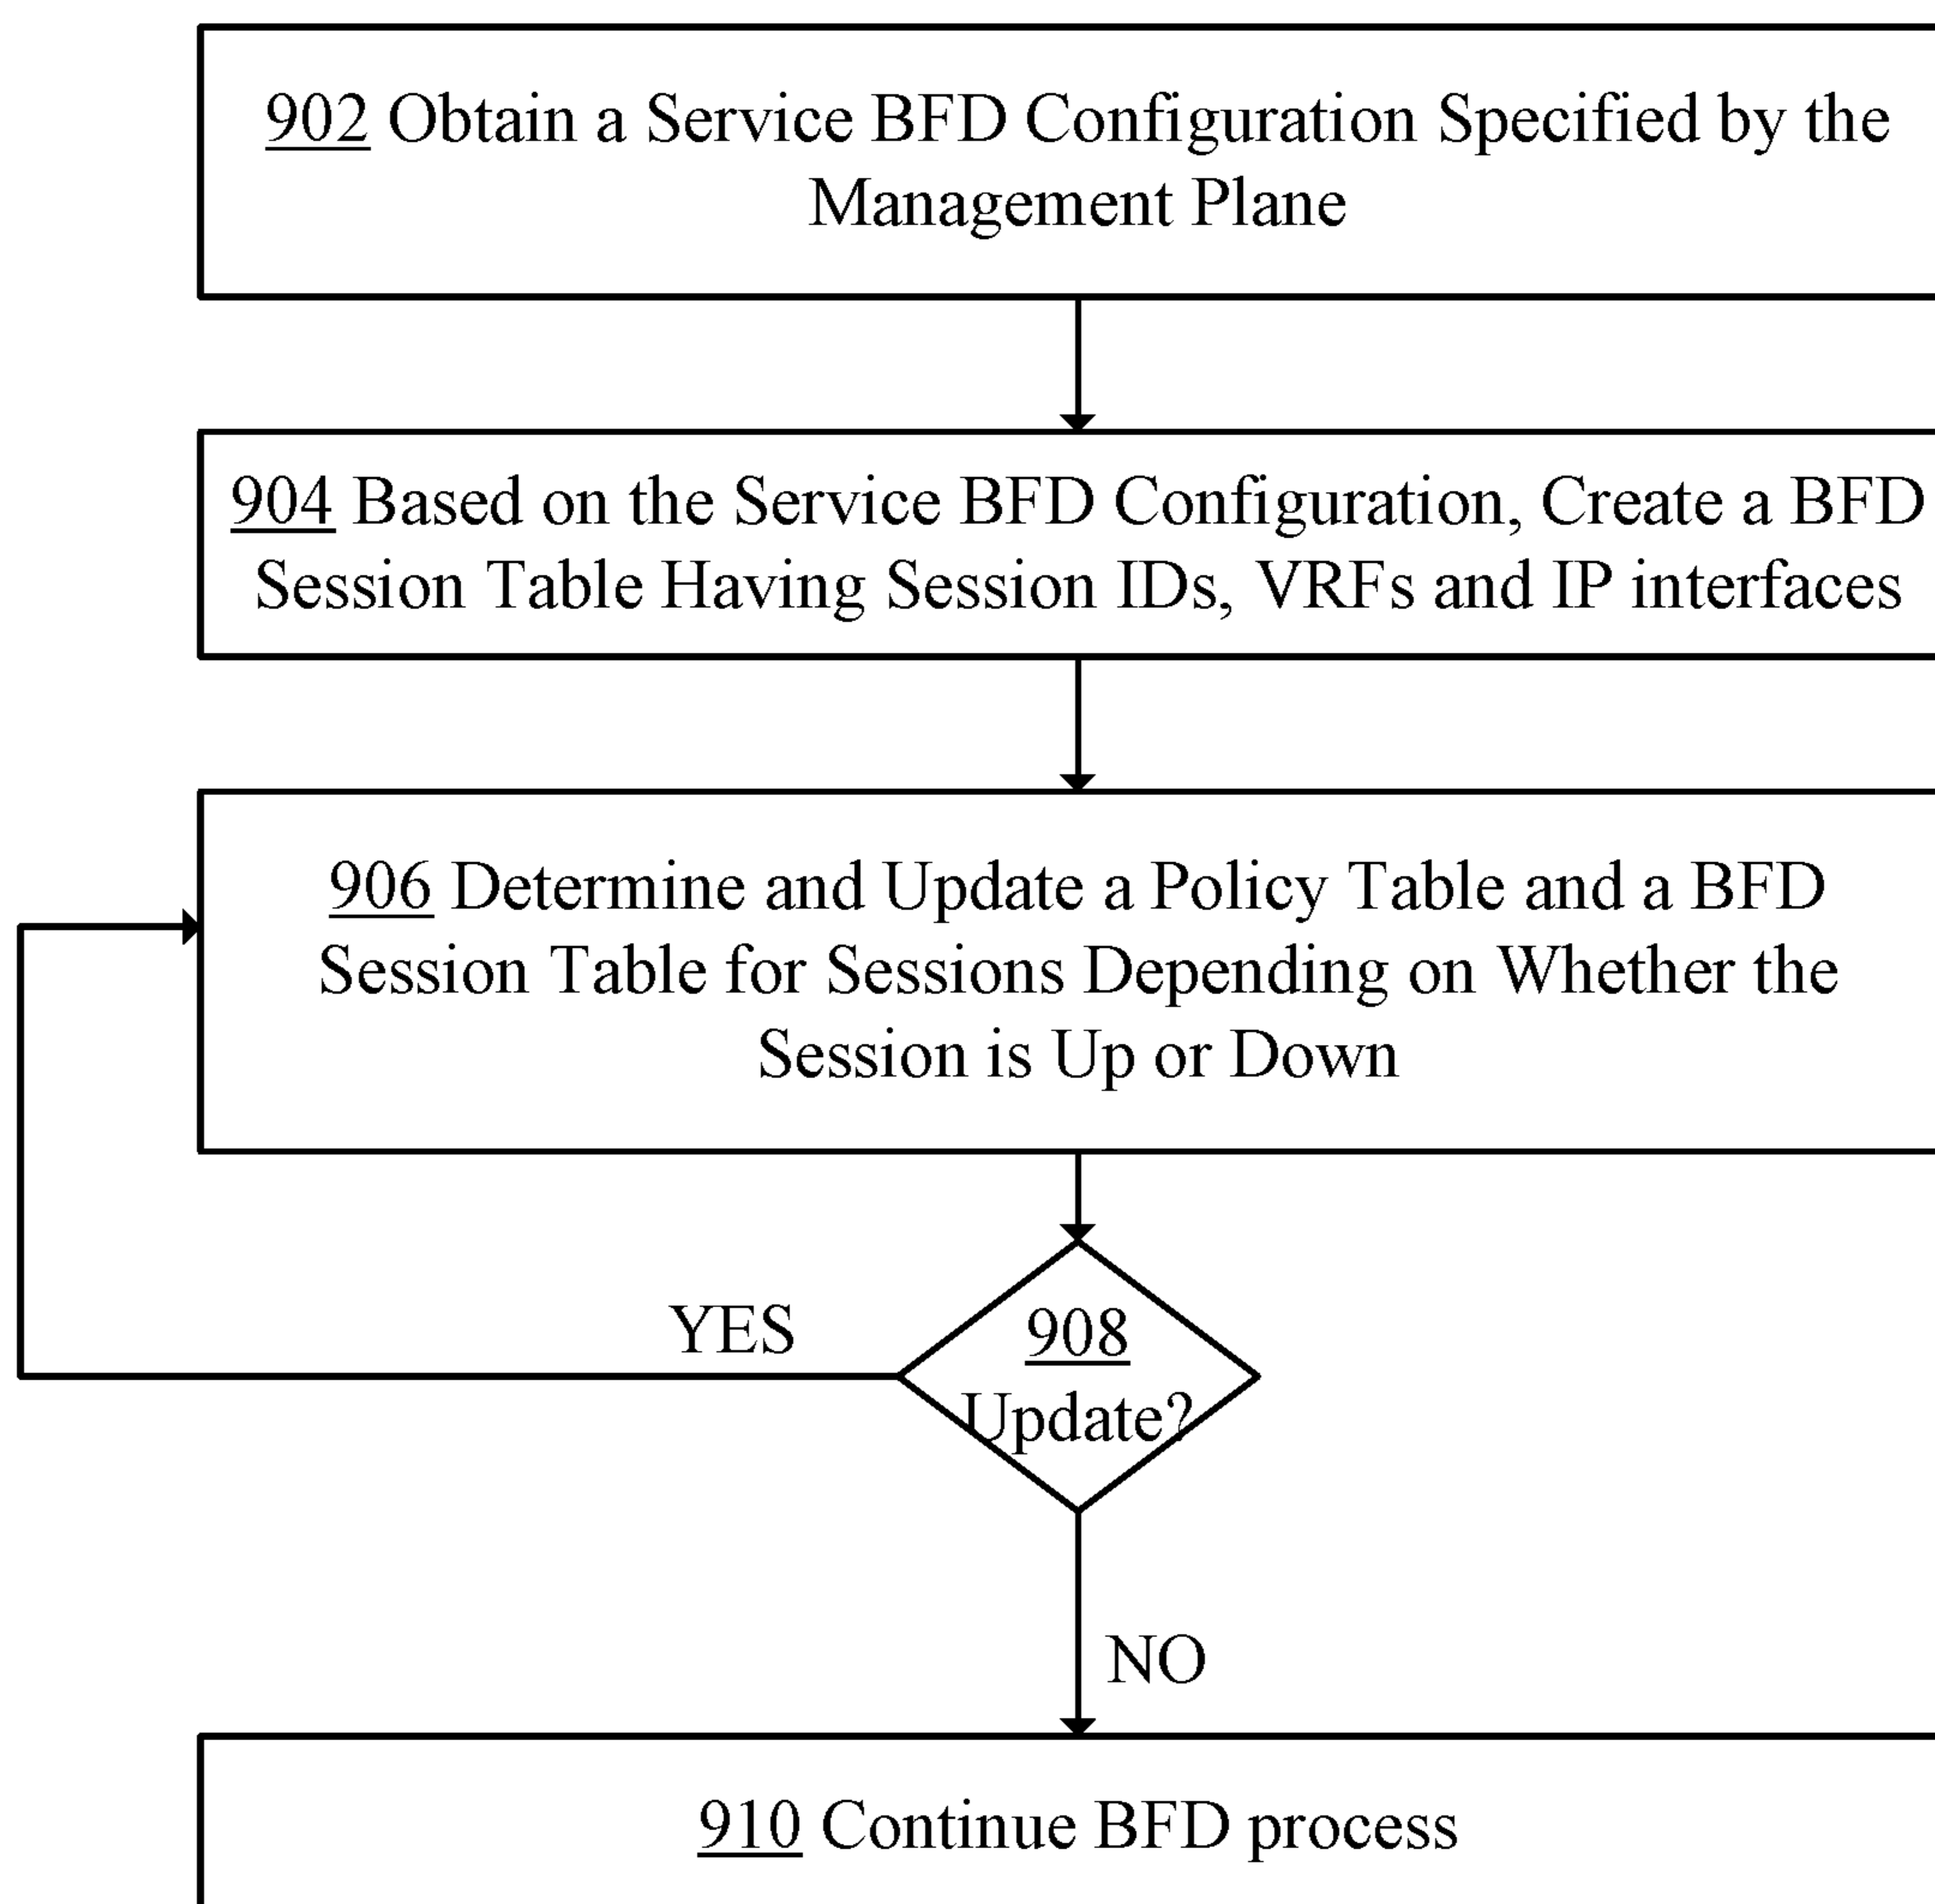 902 Obtain a Service BFD Configuration Specified by the
Management Plane
904 Based on the Service BFD Configuration, Create a BFD
Session Table Having Session IDs, VRFs and IP interfaces
906 Determine and Update a Policy Table and a BFD
Session Table for Sessions Depending on Whether the
Session is Up or Down
YES
908
Update?
NO
910 Continue BFD process